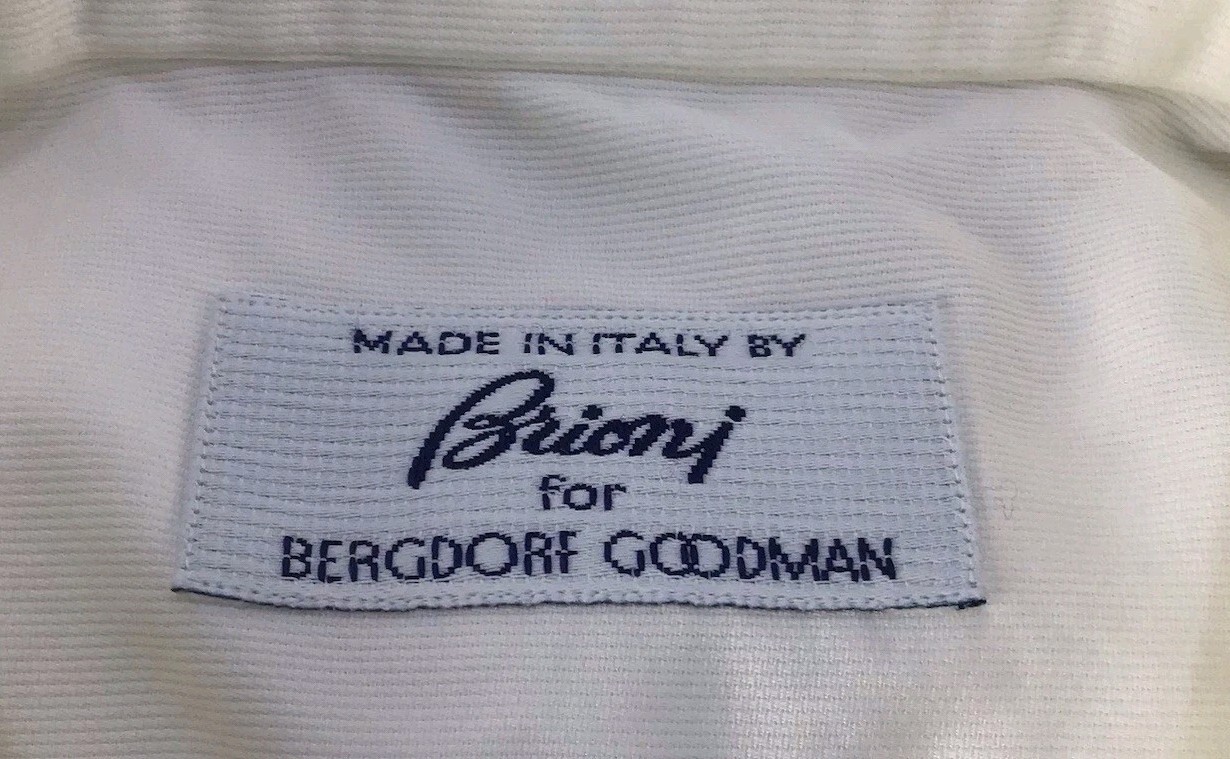 MADE IN ITALY BY
Brioni
for
BERGDORF GOODMAN